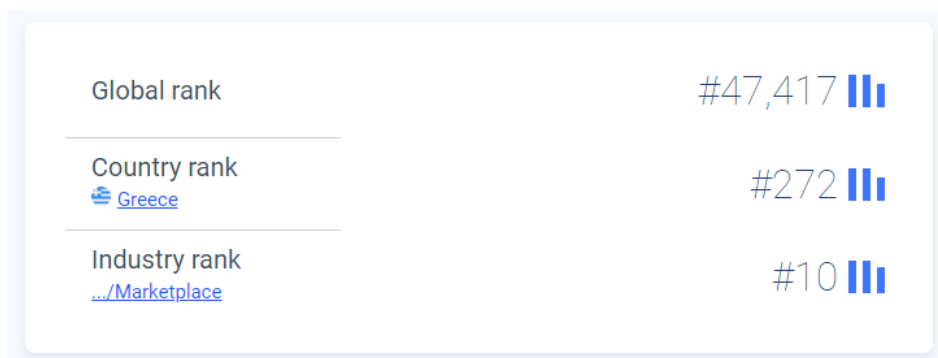 Global rank
#47,417
Country rank
Greece
#272
Industry rank
.../Marketplace
#10